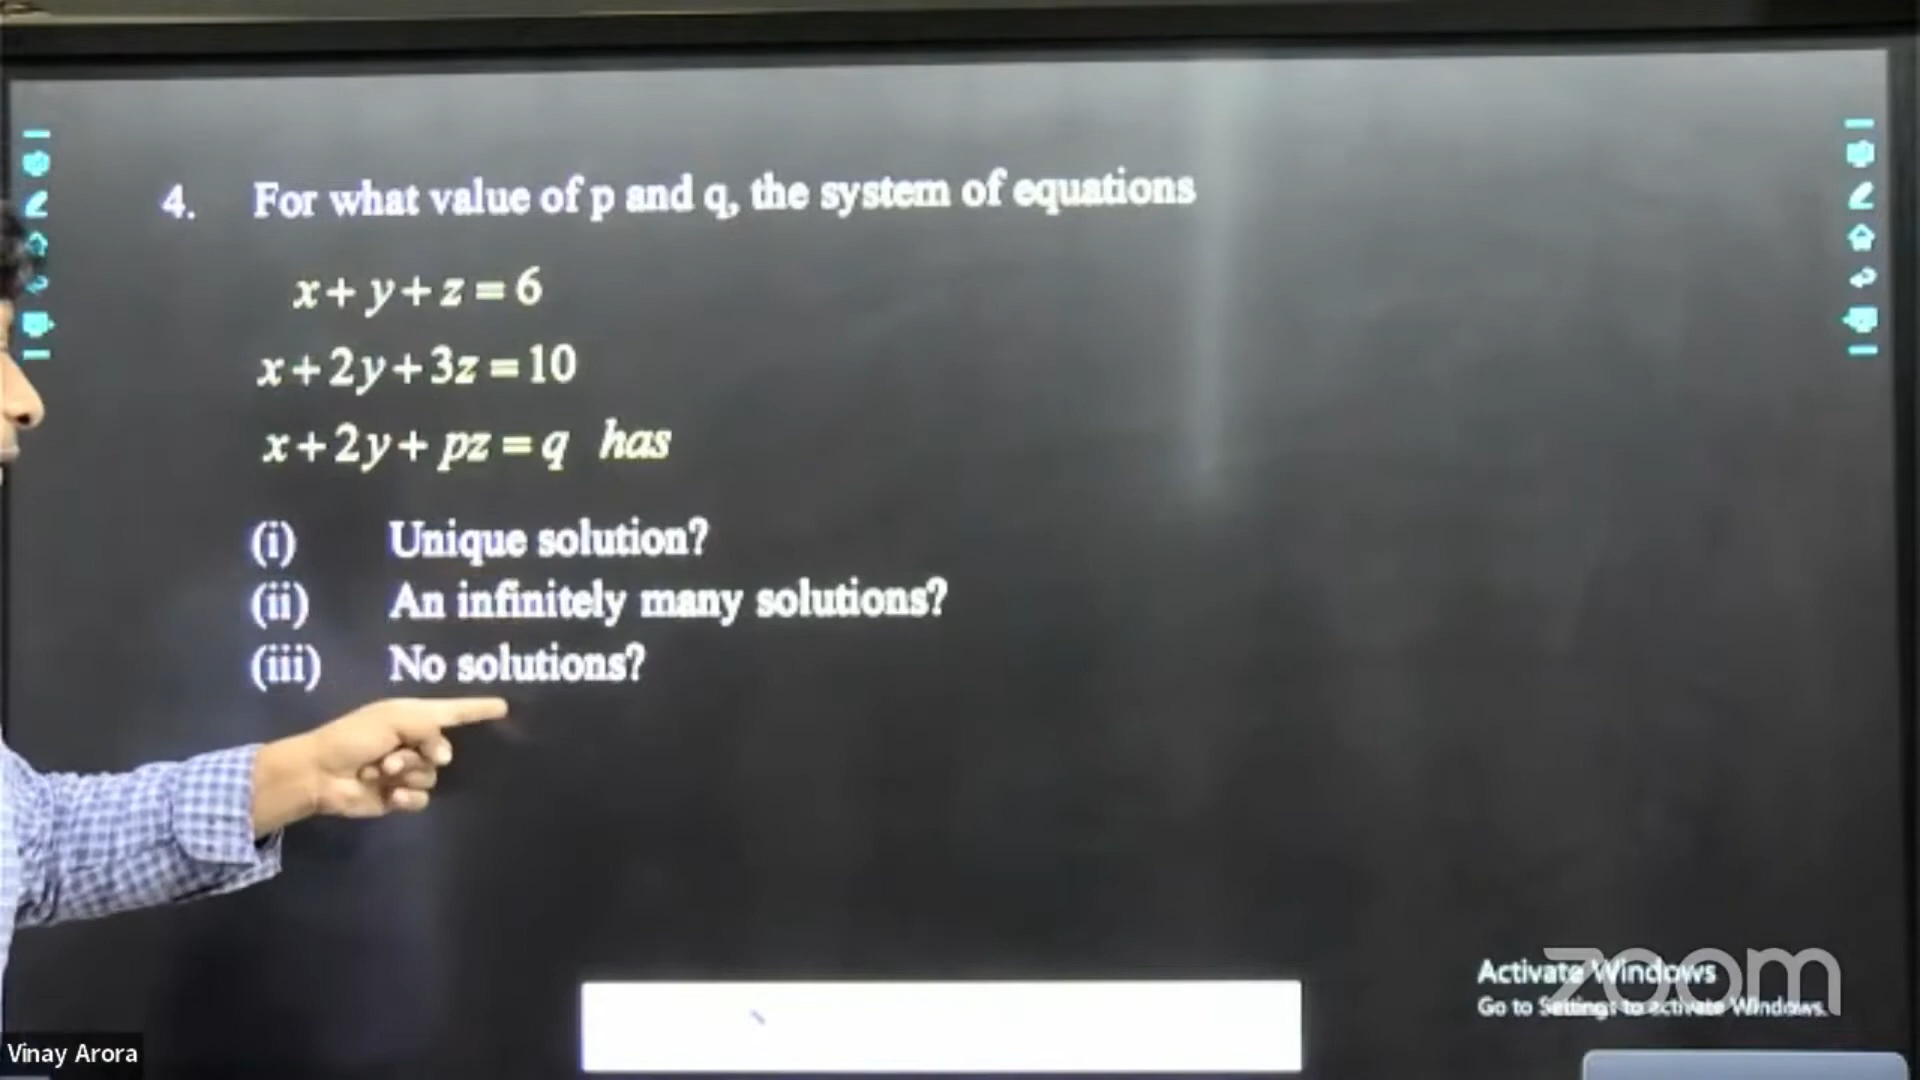 4. For what value of p and q, the system of equations
x + y + z = 6
x + 2y + 3z = 10
x + 2y + pz = q has
(i) Unique solution?
(ii) An infinitely many solutions?
(iii) No solutions?
Activate Windows
zoom
Go to Settings to activate Windows.
Vinay Arora